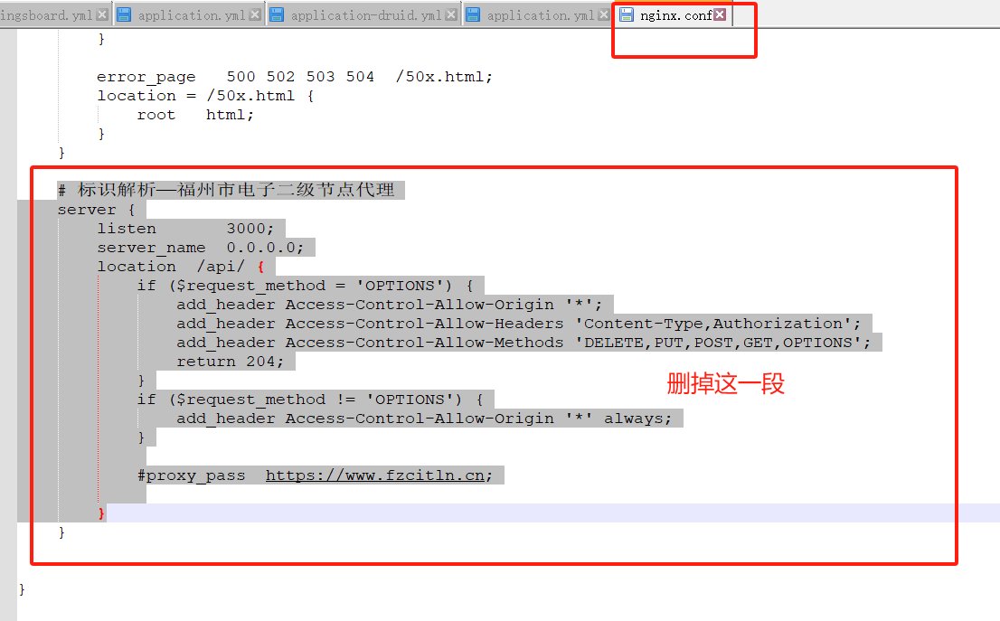 ingsboard.yml application.yml application-druid.yml application.yml nginx.conf
}
error_page 500 502 503 504 /50x.html;
location = /50x.html {
root html;
}
}
# 标识解析——福州市电子二级节点代理
server {
listen 3000;
server_name 0.0.0.0;
location /api/ {
if ($request_method = 'OPTIONS') {
add_header Access-Control-Allow-Origin '*';
add_header Access-Control-Allow-Headers 'Content-Type,Authorization';
add_header Access-Control-Allow-Methods 'DELETE,PUT,POST,GET,OPTIONS';
return 204;
}
删掉这一段
if ($request_method != 'OPTIONS') {
add_header Access-Control-Allow-Origin '*' always;
}
#proxy_pass https://www.fzcitln.cn;
}
}
}